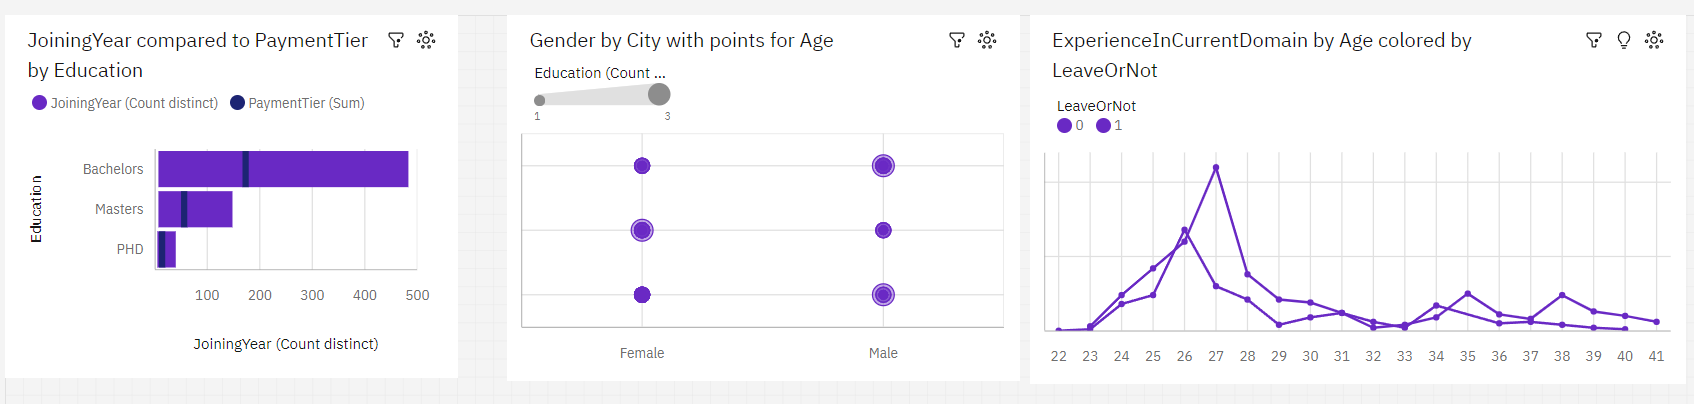 JoiningYear compared to PaymentTier
by Education
JoiningYear (Count distinct) PaymentTier (Sum)
Education
Bachelors
Masters
PHD
100 200 300 400 500
JoiningYear (Count distinct)
Gender by City with points for Age
Education (Count ...
1 3
Female Male
ExperienceInCurrentDomain by Age colored by
LeaveOrNot
LeaveOrNot
0 1
22 23 24 25 26 27 28 29 30 31 32 33 34 35 36 37 38 39 40 41